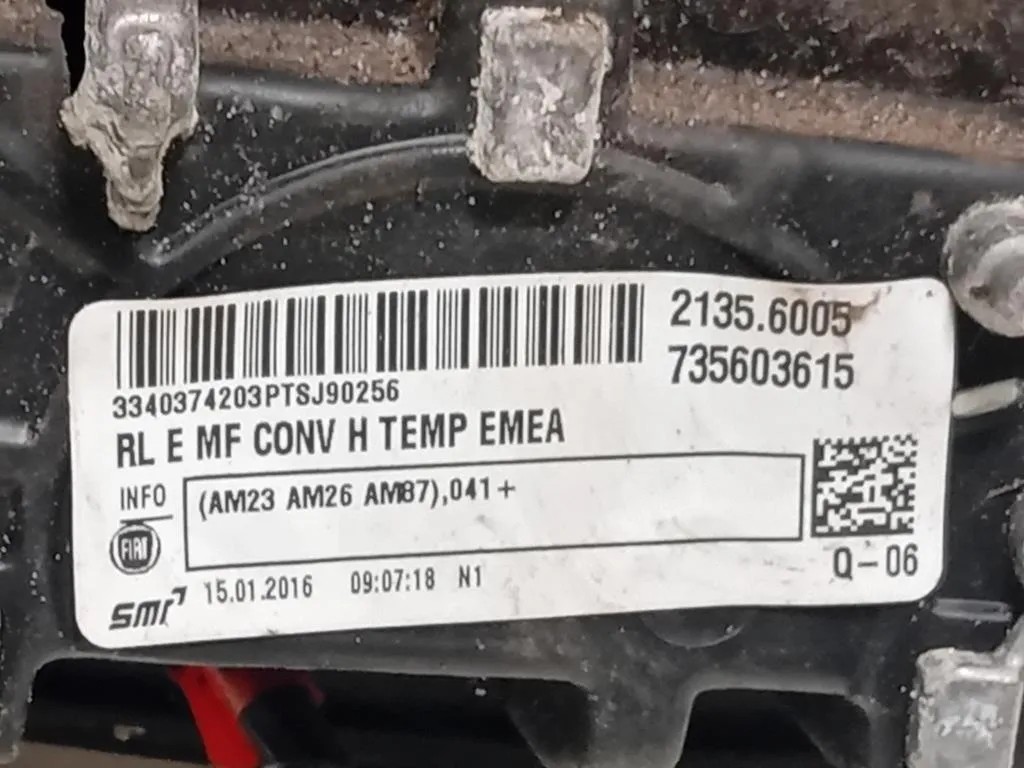 2135.6005
735603615
3340374203PTSJ90256
RL E MF CONV H TEMP EMEA
INFO
(AM23 AM26 AM87),041+
FIAT
Q-06
smr 15.01.2016 09:07:18 N1